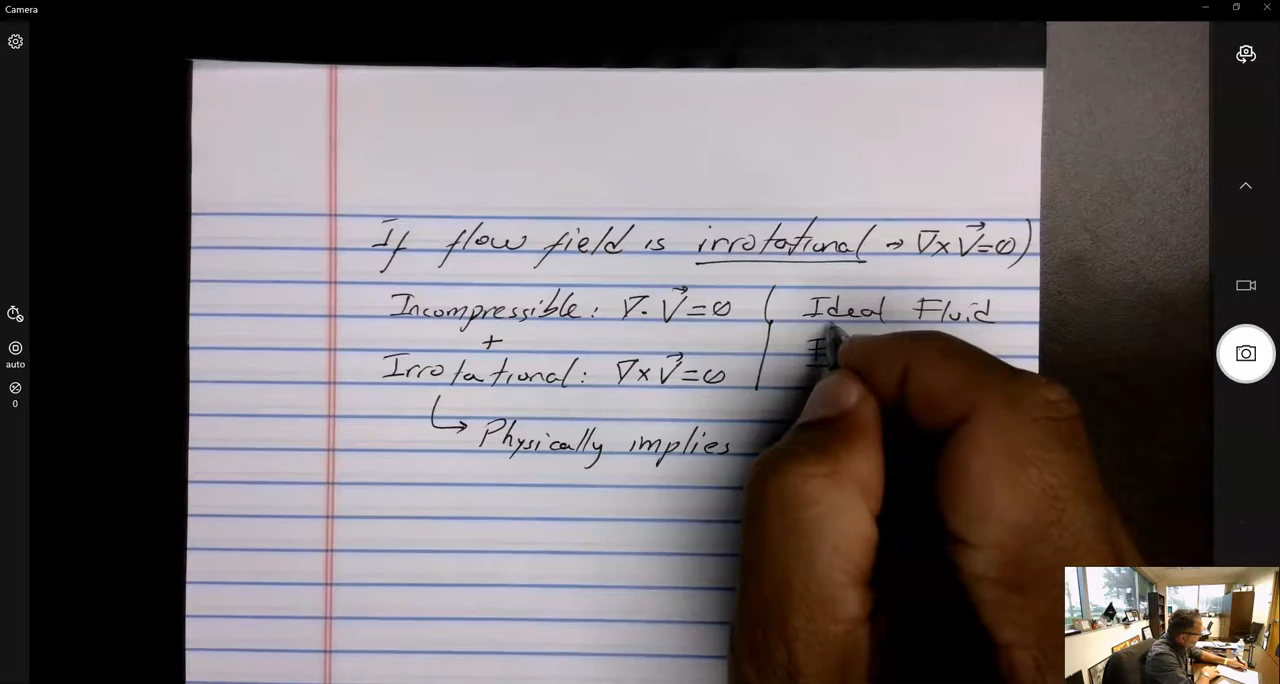 Camera
If flow field is irrotational → ∇×V⃗=0)
Incompressible: ∇·V⃗=0
+
Irrotational: ∇×V⃗=0
↳ Physically implies
Ideal Fluid
auto
0